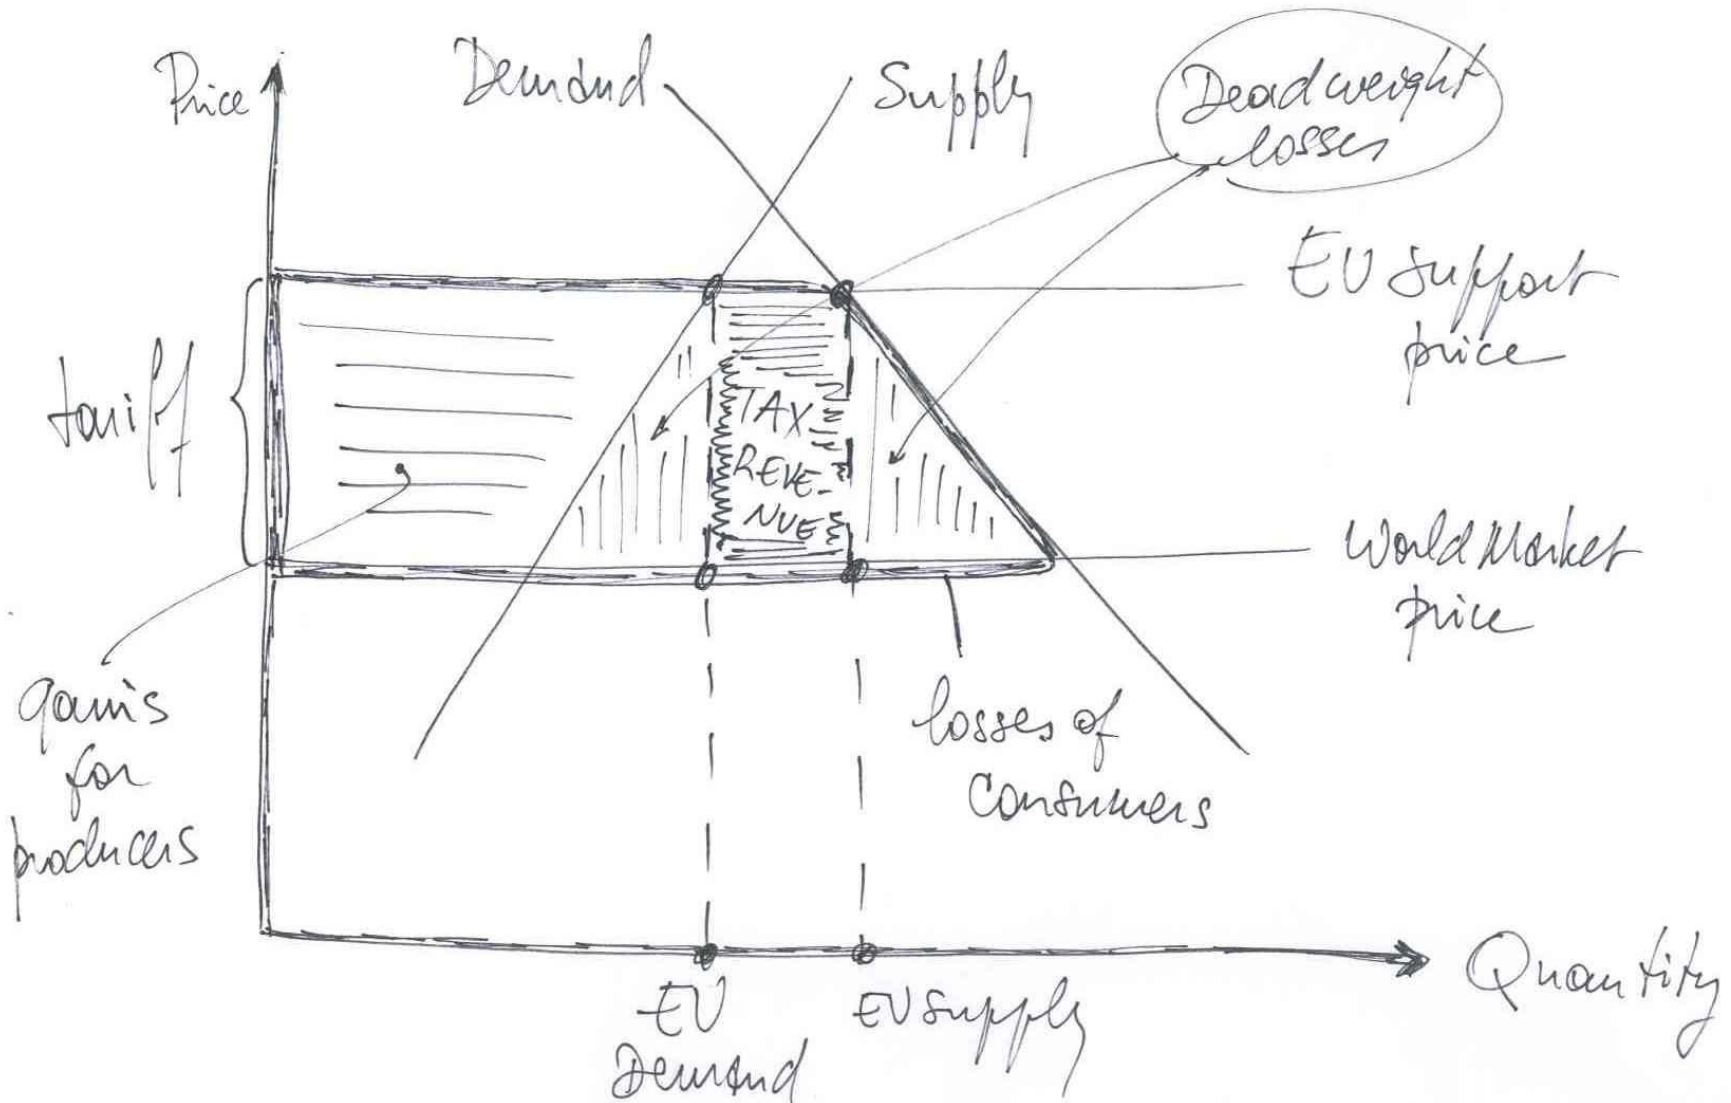 Price
Demand
Supply
Deadweight
losses
EU support
price
tariff
TAX
REVE-
NUE
World Market
price
gains
for
producers
losses of
Consumers
EU
Demand
EU Supply
Quantity